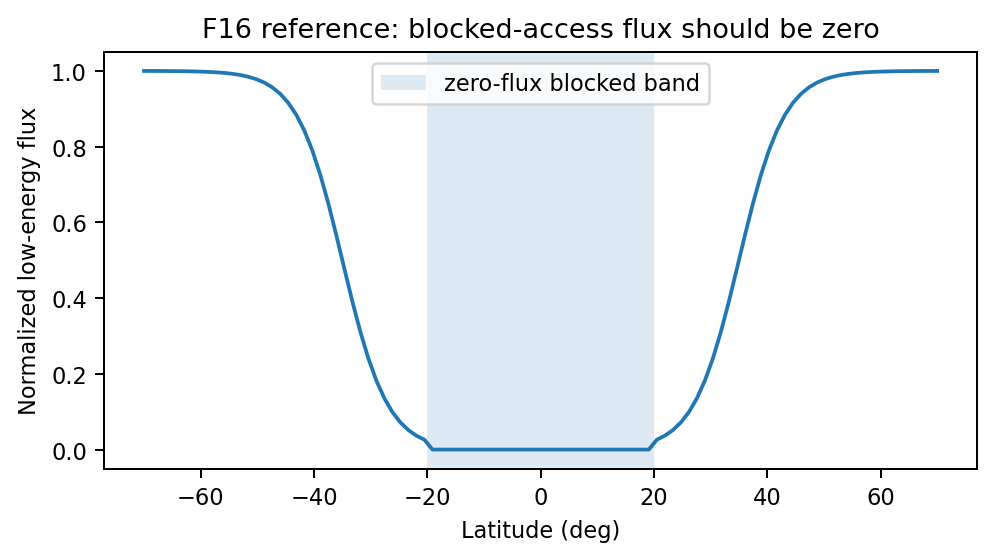 F16 reference: blocked-access flux should be zero
zero-flux blocked band
Normalized low-energy flux
1.0
0.8
0.6
0.4
0.2
0.0
−60 −40 −20 0 20 40 60
Latitude (deg)